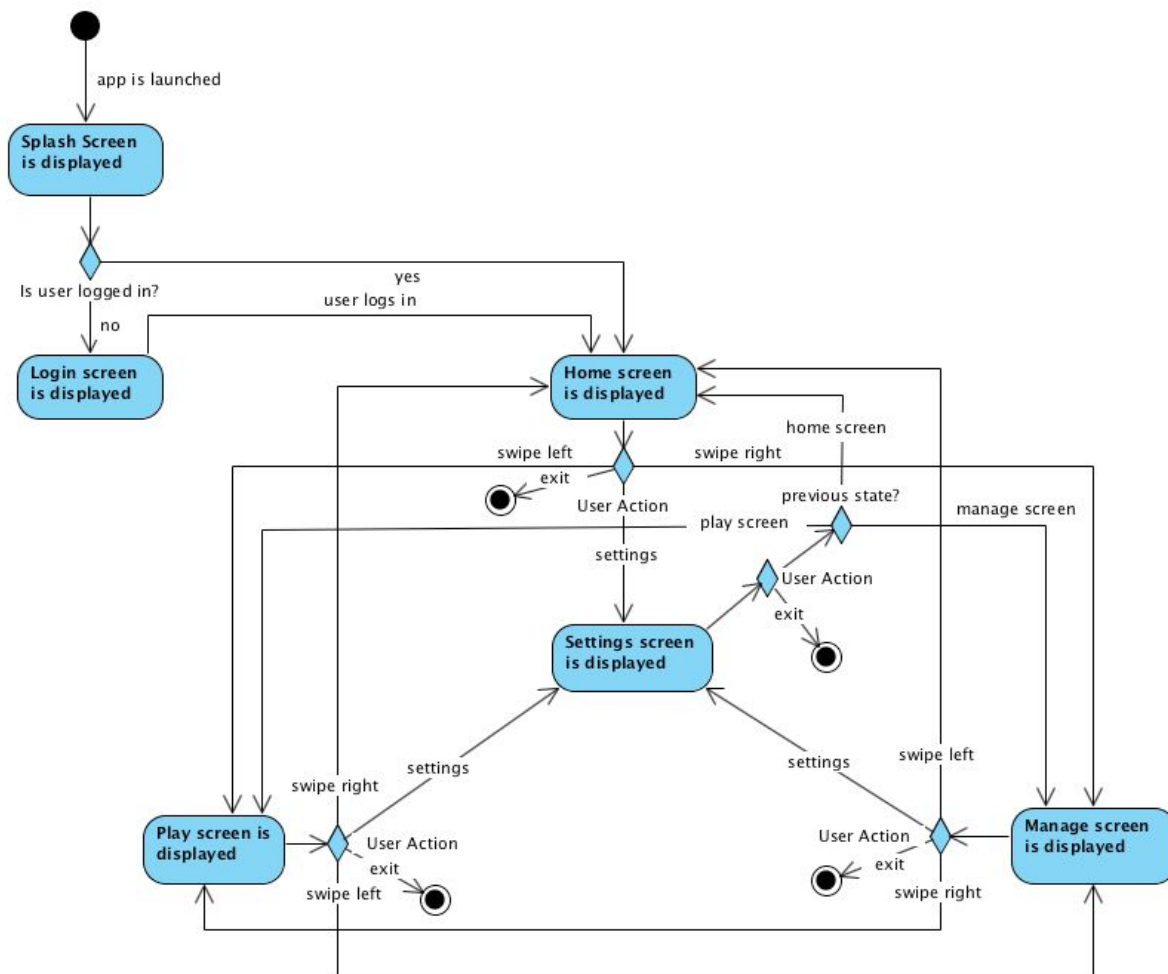 app is launched
Splash Screen
is displayed
yes
Is user logged in?
user logs in
no
Login screen
is displayed
Home screen
is displayed
home screen
swipe left
swipe right
exit
previous state?
User Action
manage screen
play screen
settings
User Action
exit
Settings screen
is displayed
swipe left
settings
settings
swipe right
Play screen is
displayed
User Action
exit
swipe left
User Action
exit
swipe right
Manage screen
is displayed